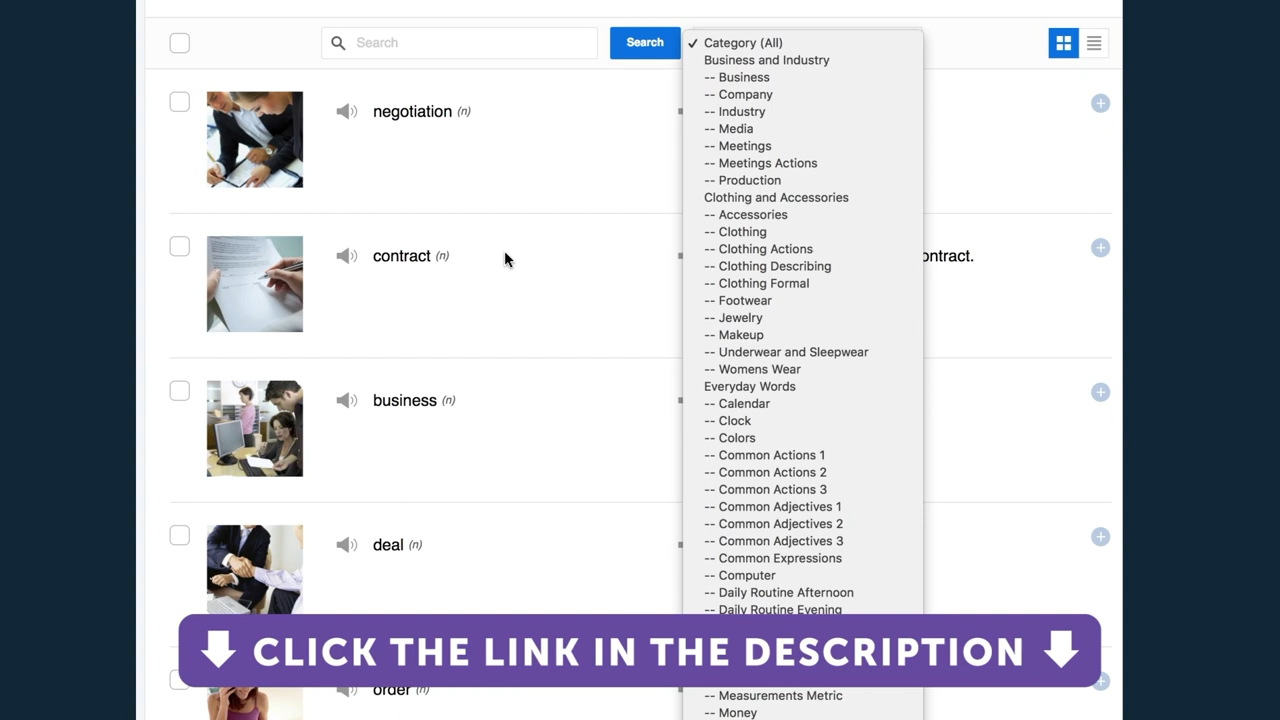 Search
Search
✓ Category (All)
Business and Industry
-- Business
-- Company
-- Industry
-- Media
-- Meetings
-- Meetings Actions
-- Production
Clothing and Accessories
-- Accessories
-- Clothing
-- Clothing Actions
-- Clothing Describing
-- Clothing Formal
-- Footwear
-- Jewelry
-- Makeup
-- Underwear and Sleepwear
-- Womens Wear
Everyday Words
-- Calendar
-- Clock
-- Colors
-- Common Actions 1
-- Common Actions 2
-- Common Actions 3
-- Common Adjectives 1
-- Common Adjectives 2
-- Common Adjectives 3
-- Common Expressions
-- Computer
-- Daily Routine Afternoon
-- Daily Routine Evening
-- Measurements Metric
-- Money
negotiation (n)
contract (n)
ontract.
business (n)
deal (n)
order (n)
CLICK THE LINK IN THE DESCRIPTION